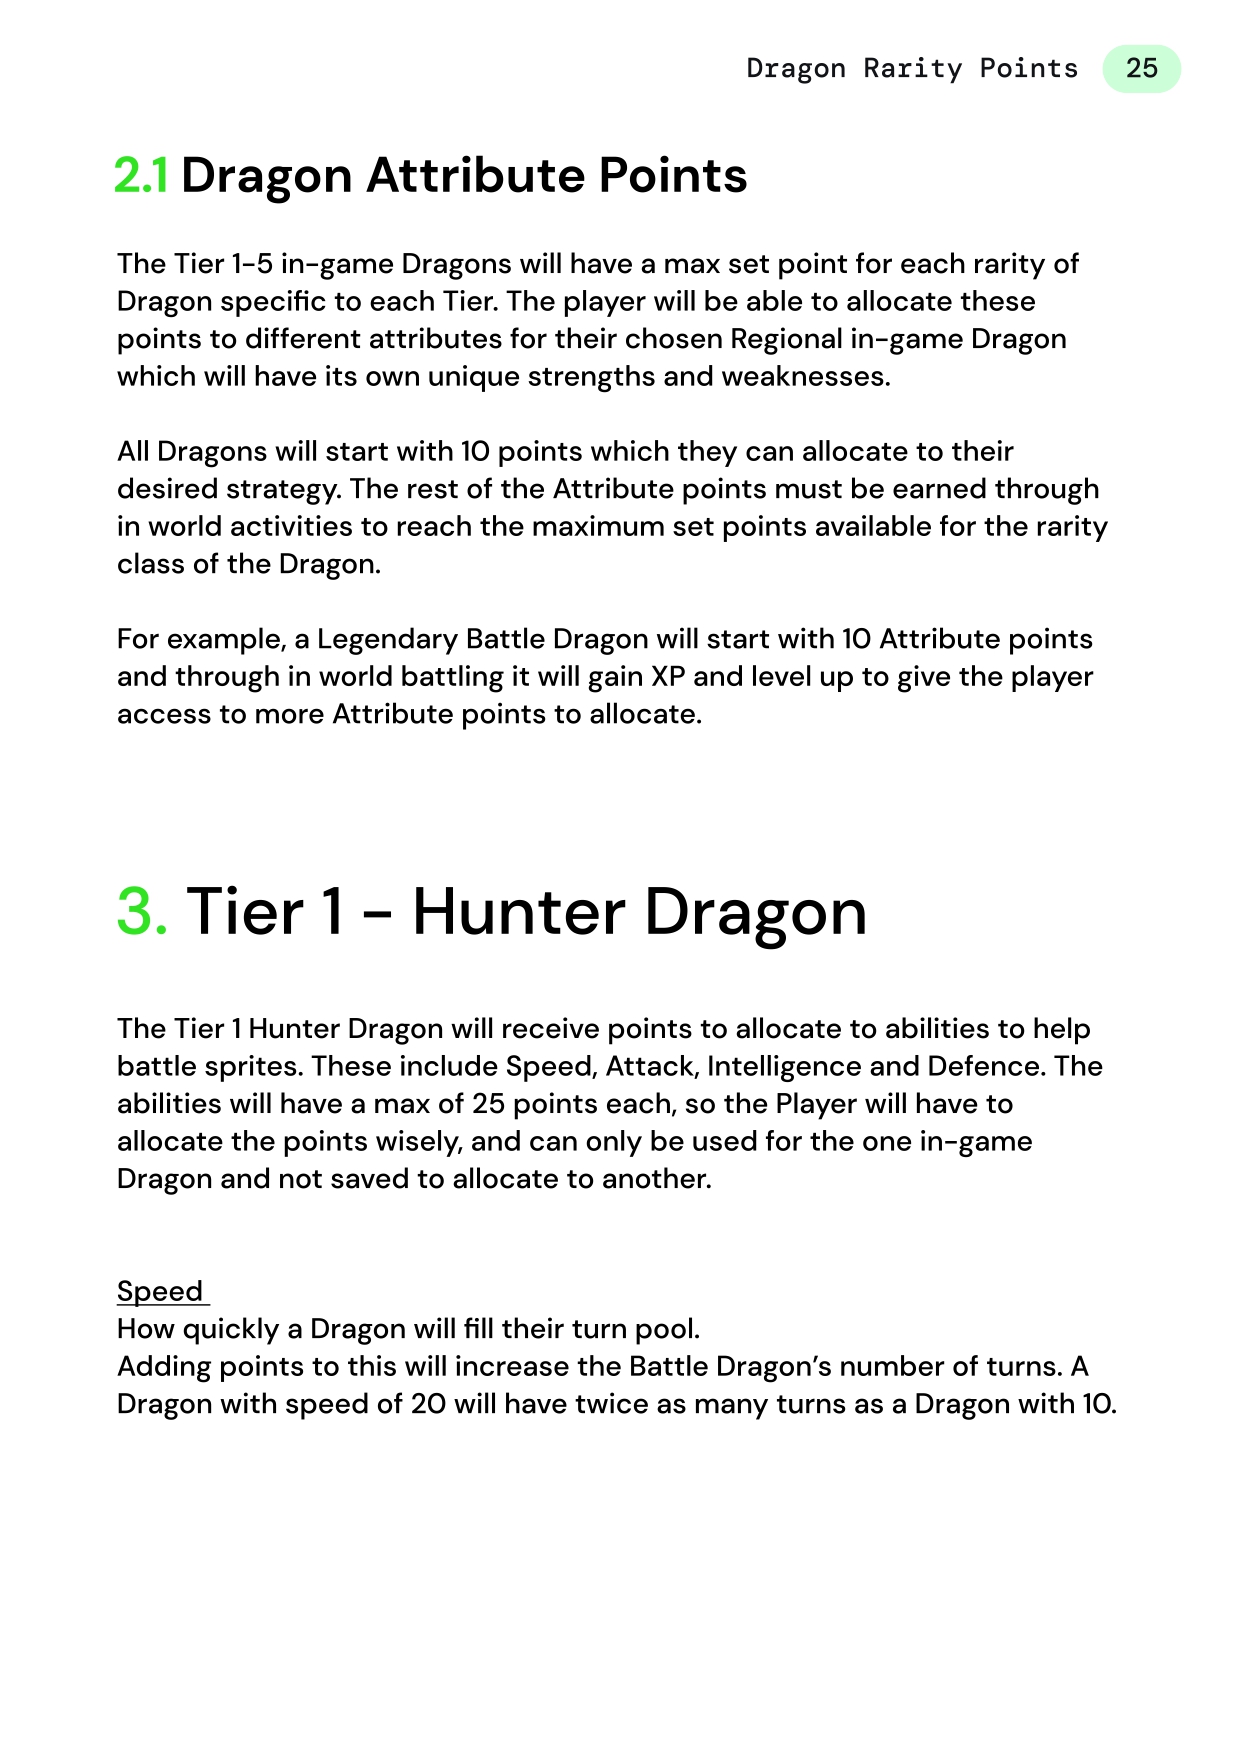 Dragon Rarity Points 25
2.1 Dragon Attribute Points
The Tier 1-5 in-game Dragons will have a max set point for each rarity of
Dragon specific to each Tier. The player will be able to allocate these
points to different attributes for their chosen Regional in-game Dragon
which will have its own unique strengths and weaknesses.
All Dragons will start with 10 points which they can allocate to their
desired strategy. The rest of the Attribute points must be earned through
in world activities to reach the maximum set points available for the rarity
class of the Dragon.
For example, a Legendary Battle Dragon will start with 10 Attribute points
and through in world battling it will gain XP and level up to give the player
access to more Attribute points to allocate.
3. Tier 1 - Hunter Dragon
The Tier 1 Hunter Dragon will receive points to allocate to abilities to help
battle sprites. These include Speed, Attack, Intelligence and Defence. The
abilities will have a max of 25 points each, so the Player will have to
allocate the points wisely, and can only be used for the one in-game
Dragon and not saved to allocate to another.
Speed
How quickly a Dragon will fill their turn pool.
Adding points to this will increase the Battle Dragon’s number of turns. A
Dragon with speed of 20 will have twice as many turns as a Dragon with 10.